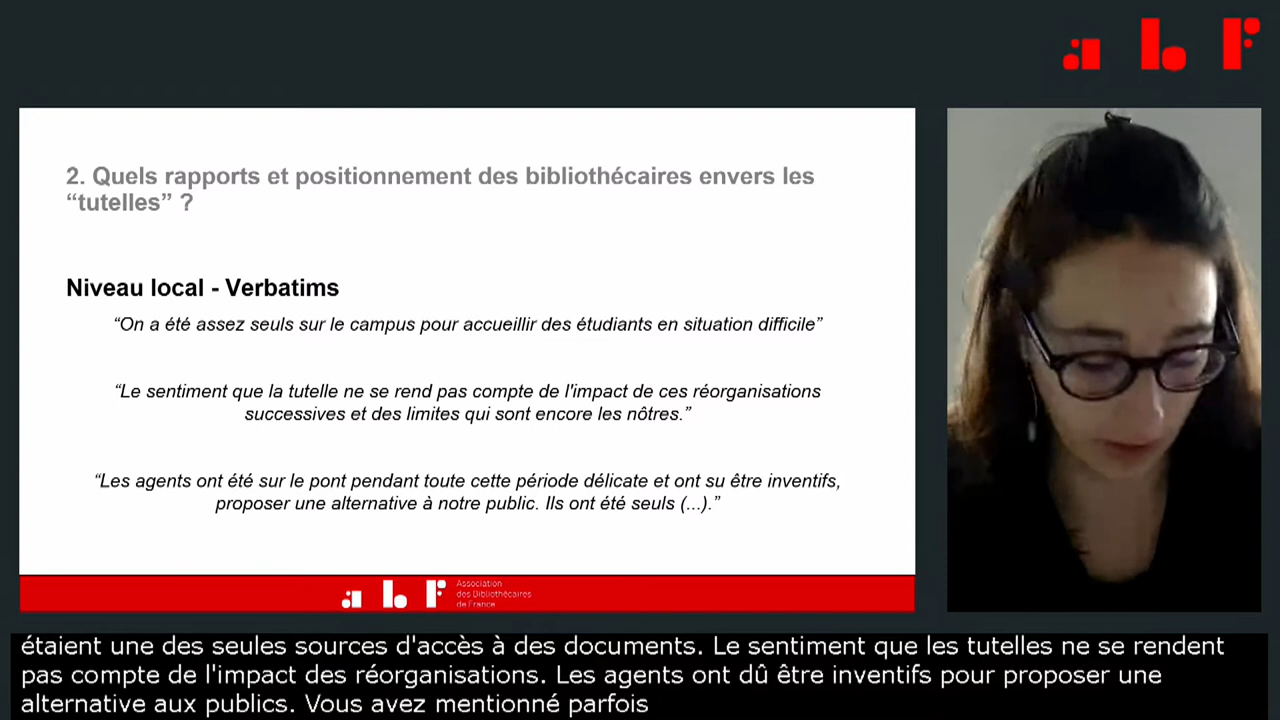 abf
2. Quels rapports et positionnement des bibliothécaires envers les
“tutelles” ?
Niveau local - Verbatims
“On a été assez seuls sur le campus pour accueillir des étudiants en situation difficile”
“Le sentiment que la tutelle ne se rend pas compte de l'impact de ces réorganisations
successives et des limites qui sont encore les nôtres.”
“Les agents ont été sur le pont pendant toute cette période délicate et ont su être inventifs,
proposer une alternative à notre public. Ils ont été seuls (...).”
abf
Association
des Bibliothécaires
de France
étaient une des seules sources d'accès à des documents. Le sentiment que les tutelles ne se rendent
pas compte de l'impact des réorganisations. Les agents ont dû être inventifs pour proposer une
alternative aux publics. Vous avez mentionné parfois